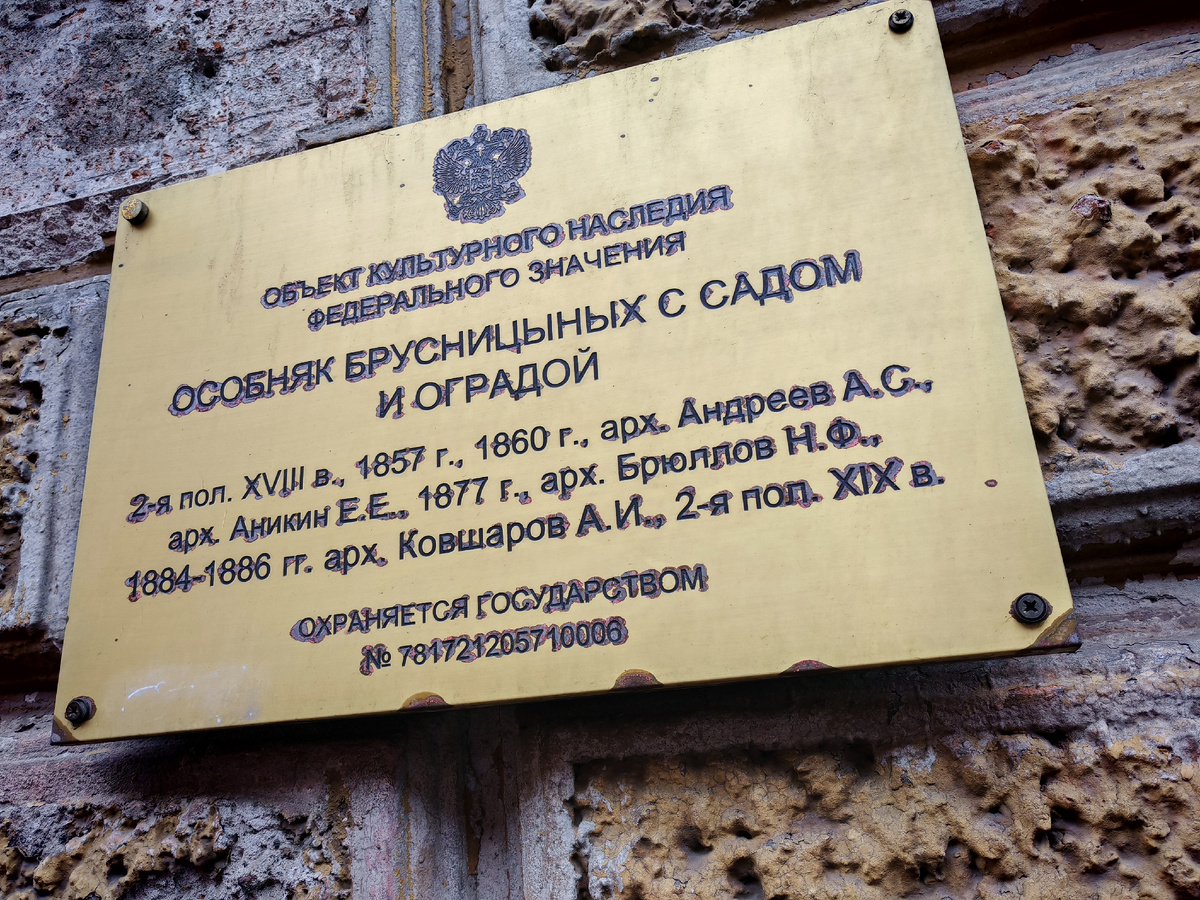 ОБЪЕКТ КУЛЬТУРНОГО НАСЛЕДИЯ
ФЕДЕРАЛЬНОГО ЗНАЧЕНИЯ
ОСОБНЯК БРУСНИЦЫНЫХ С САДОМ
И ОГРАДОЙ
2-я пол. XVIII в., 1857 г., 1860 г., арх. Андреев А.С.,
арх. Аникин Е.Е., 1877 г., арх. Брюллов Н.Ф.,
1884-1886 гг. арх. Ковшаров А.И., 2-я пол. XIX в.
ОХРАНЯЕТСЯ ГОСУДАРСТВОМ
№ 781721205710006